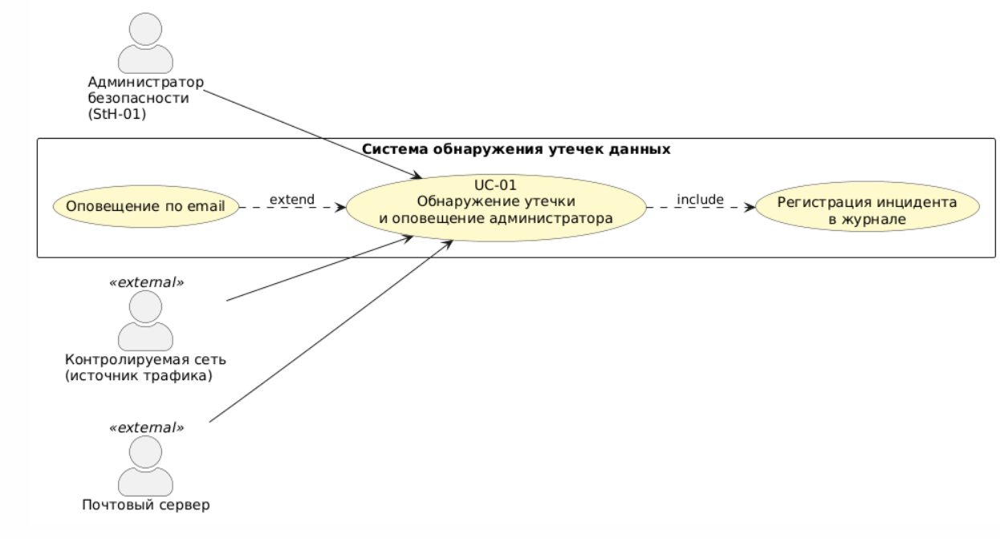 Администратор
безопасности
(StH-01)
Система обнаружения утечек данных
Оповещение по email
extend
UC-01
Обнаружение утечки
и оповещение администратора
include
Регистрация инцидента
в журнале
«external»
Контролируемая сеть
(источник трафика)
«external»
Почтовый сервер